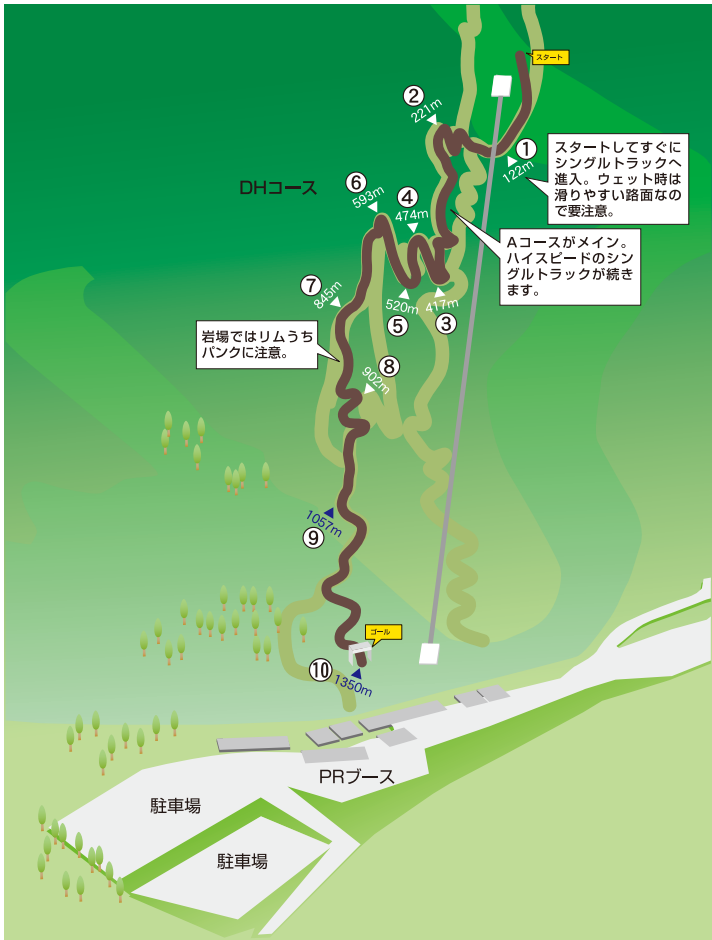 スタート
②
221m
①
122m
スタートしてすぐに
シングルトラックへ
進入。ウェット時は
滑りやすい路面なの
で要注意。
DHコース
⑥
593m
④
474m
Aコースがメイン。
ハイスピードのシン
グルトラックが続き
ます。
⑦
845m
520m
⑤
417m
③
岩場ではリムうち
パンクに注意。
⑧
902m
1057m
⑨
ゴール
⑩
1350m
PRブース
駐車場
駐車場